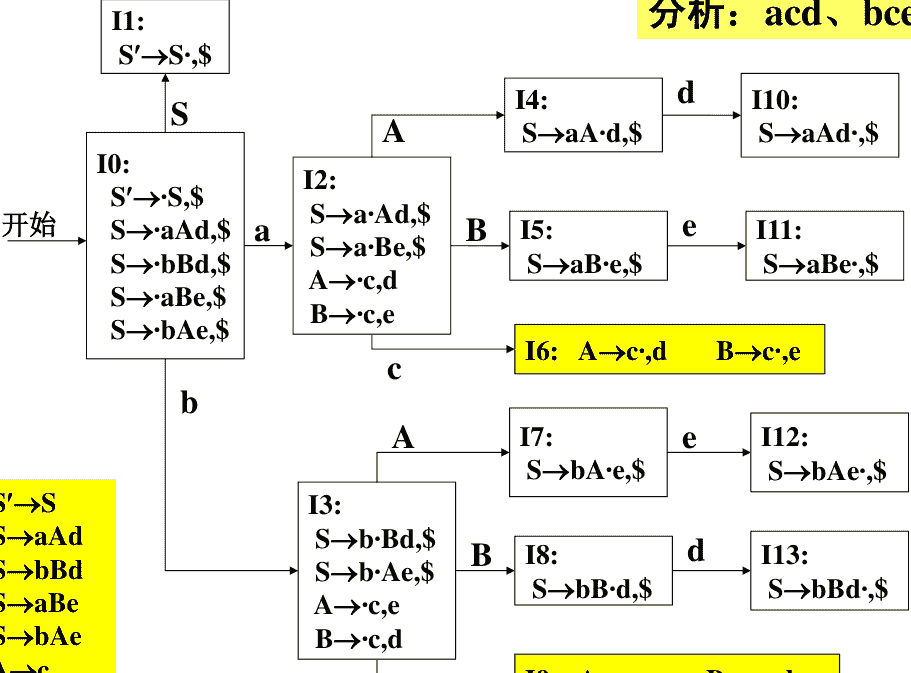 分析：acd、bce
I1:
S′→S·,$
S
I0:
S′→·S,$
S→·aAd,$
S→·bBd,$
S→·aBe,$
S→·bAe,$
开始
a
b
I2:
S→a·Ad,$
S→a·Be,$
A→·c,d
B→·c,e
A
B
c
I4:
S→aA·d,$
d
I10:
S→aAd·,$
I5:
S→aB·e,$
e
I11:
S→aBe·,$
I6: A→c·,d B→c·,e
I3:
S→b·Bd,$
S→b·Ae,$
A→·c,e
B→·c,d
A
B
I7:
S→bA·e,$
e
I12:
S→bAe·,$
I8:
S→bB·d,$
d
I13:
S→bBd·,$
S′→S
S→aAd
S→bBd
S→aBe
S→bAe
A→c